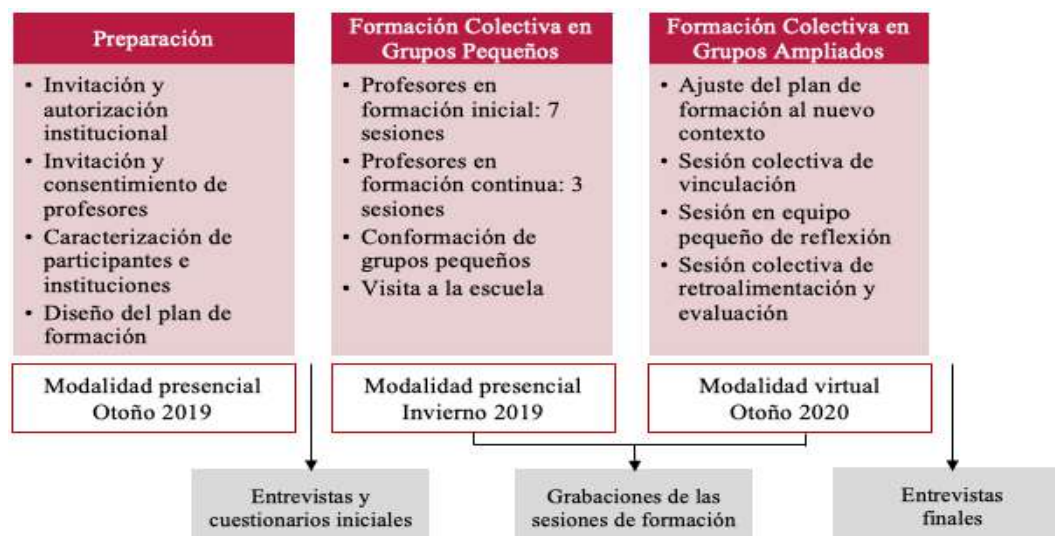 Preparación
• Invitación y
autorización
institucional
• Invitación y
consentimiento de
profesores
• Caracterización de
participantes e
instituciones
• Diseño del plan de
formación
Modalidad presencial
Otoño 2019
Formación Colectiva en
Grupos Pequeños
• Profesores en
formación inicial: 7
sesiones
• Profesores en
formación continua: 3
sesiones
• Conformación de
grupos pequeños
• Visita a la escuela
Modalidad presencial
Invierno 2019
Formación Colectiva en
Grupos Ampliados
• Ajuste del plan de
formación al nuevo
contexto
• Sesión colectiva de
vinculación
• Sesión en equipo
pequeño de reflexión
• Sesión colectiva de
retroalimentación y
evaluación
Modalidad virtual
Otoño 2020
Entrevistas y
cuestionarios iniciales
Grabaciones de las
sesiones de formación
Entrevistas
finales